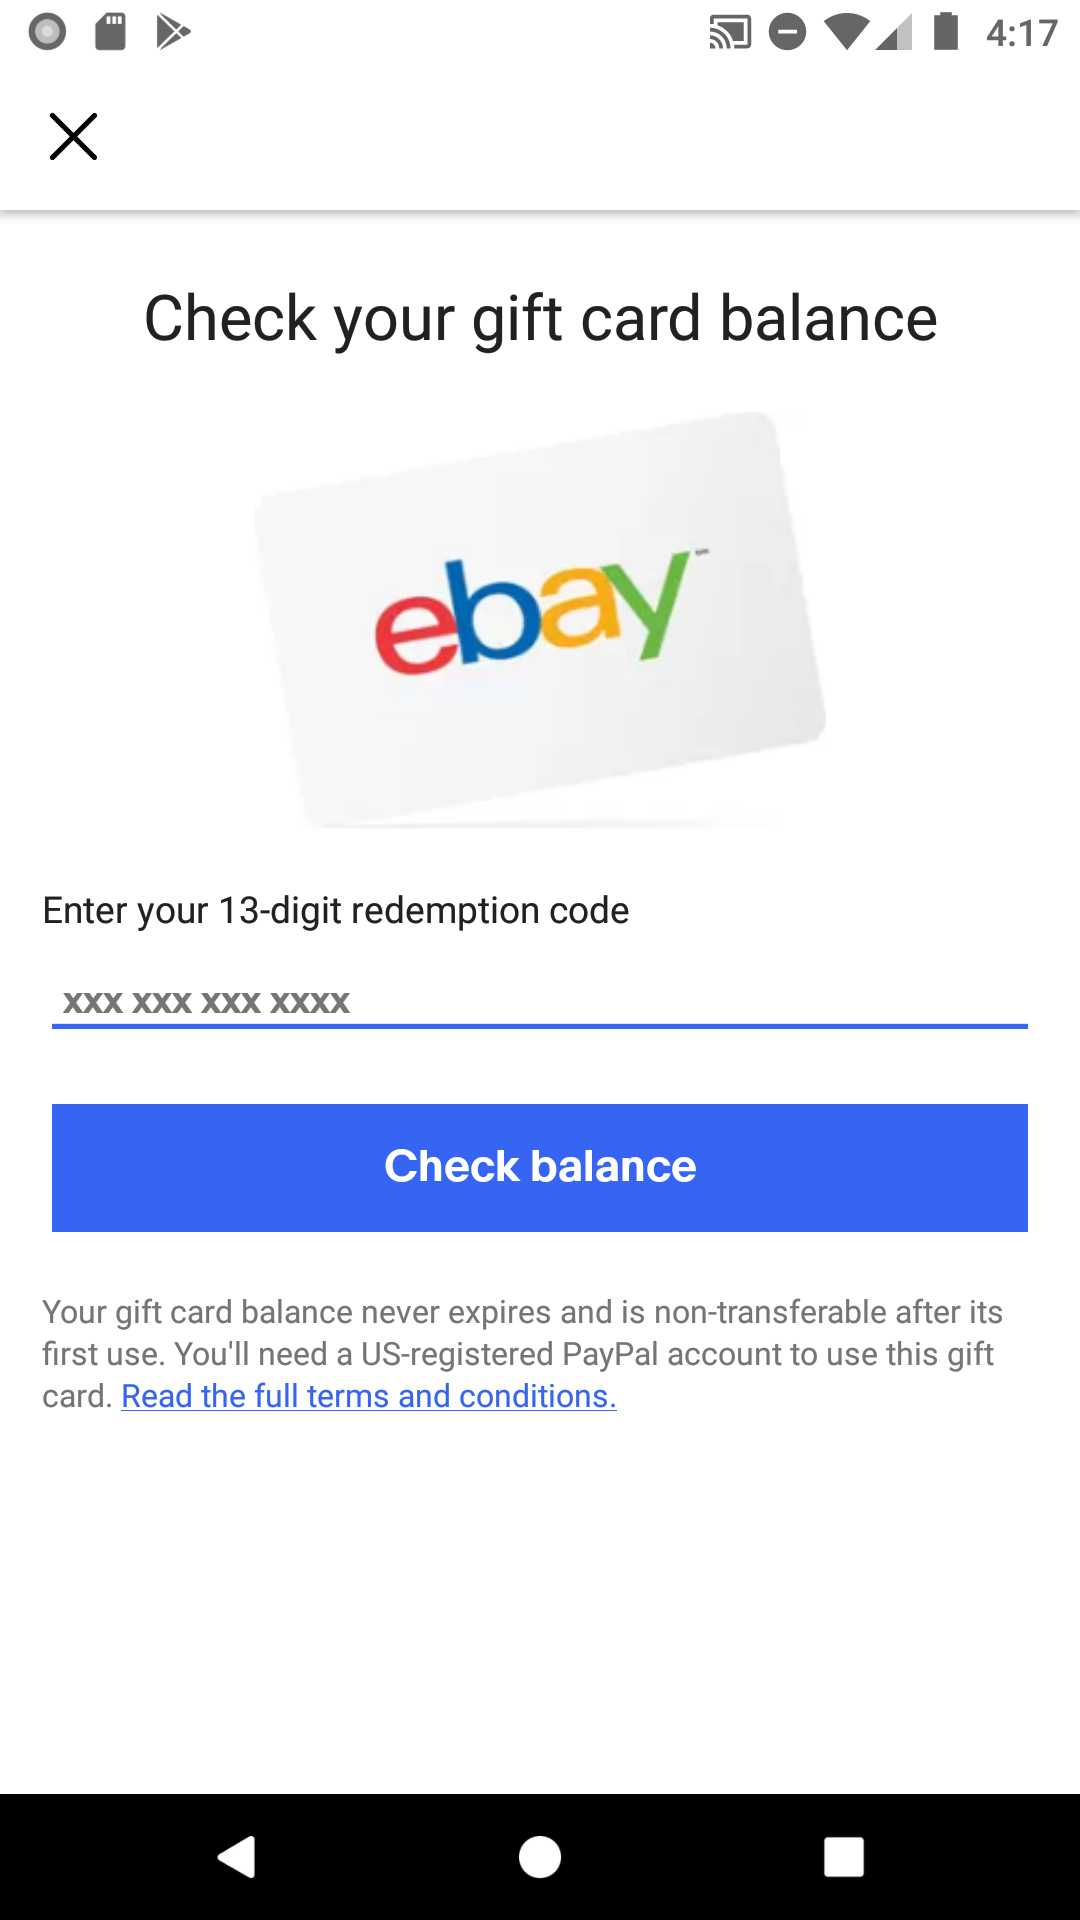 4:17
Check your gift card balance
ebay
Enter your 13-digit redemption code
xxx xxx xxx xxxx
Check balance
Your gift card balance never expires and is non-transferable after its
first use. You'll need a US-registered PayPal account to use this gift
card. Read the full terms and conditions.